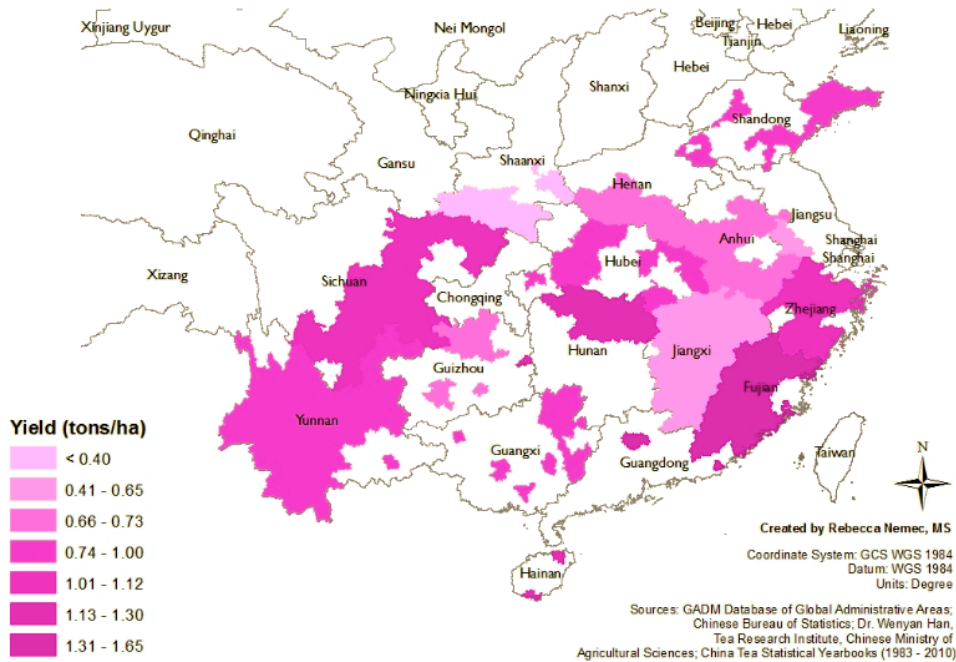 Xinjiang Uygur
Nei Mongol
Beijing
Hebei
Tianjin
Liaoning
Hebei
Shanxi
Ningxia Hui
Shandong
Qinghai
Gansu
Shaanxi
Henan
Jiangsu
Anhui
Shanghai
Shanghai
Hubei
Xizang
Sichuan
Chongqing
Zhejiang
Hunan
Jiangxi
Guizhou
Fujian
Yunnan
Guangxi
Guangdong
Taiwan
Hainan
N
Yield (tons/ha)
< 0.40
0.41 - 0.65
0.66 - 0.73
0.74 - 1.00
1.01 - 1.12
1.13 - 1.30
1.31 - 1.65
Created by Rebecca Nemec, MS
Coordinate System: GCS WGS 1984
Datum: WGS 1984
Units: Degree
Sources: GADM Database of Global Administrative Areas;
Chinese Bureau of Statistics; Dr. Wenyan Han,
Tea Research Institute, Chinese Ministry of
Agricultural Sciences; China Tea Statistical Yearbooks (1983 - 2010)